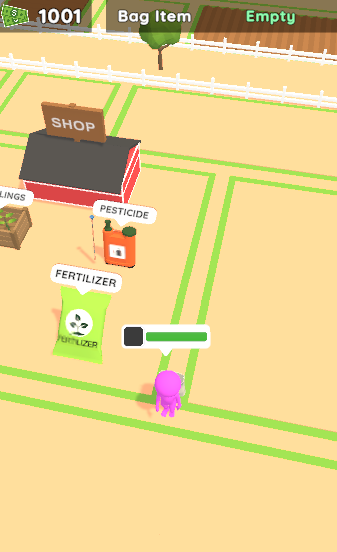 1001 Bag Item Empty
SHOP
LINGS
PESTICIDE
FERTILIZER
FERTILIZER